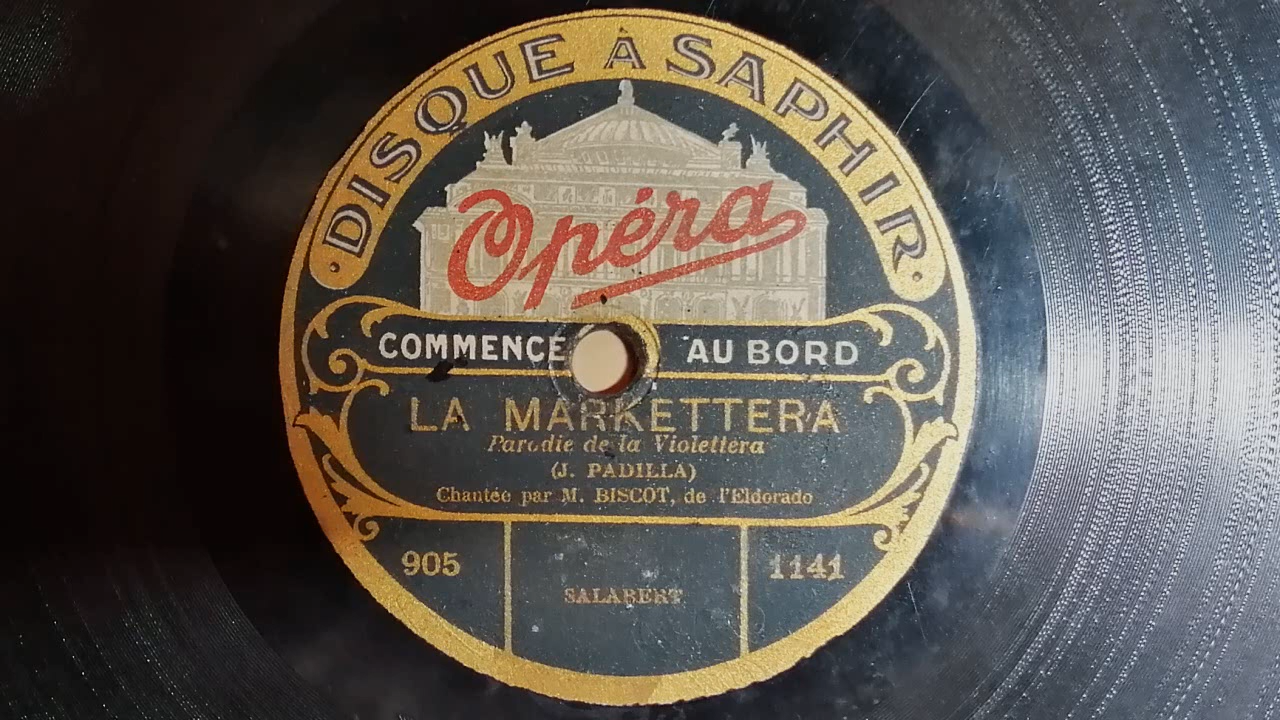 · DISQUE À SAPHIR ·
Opéra
COMMENCE AU BORD
LA MARKETTERA
Parodie de la Violettera
(J. PADILLA)
Chantée par M. BISCOT, de l'Eldorado
905
1141
SALABERT